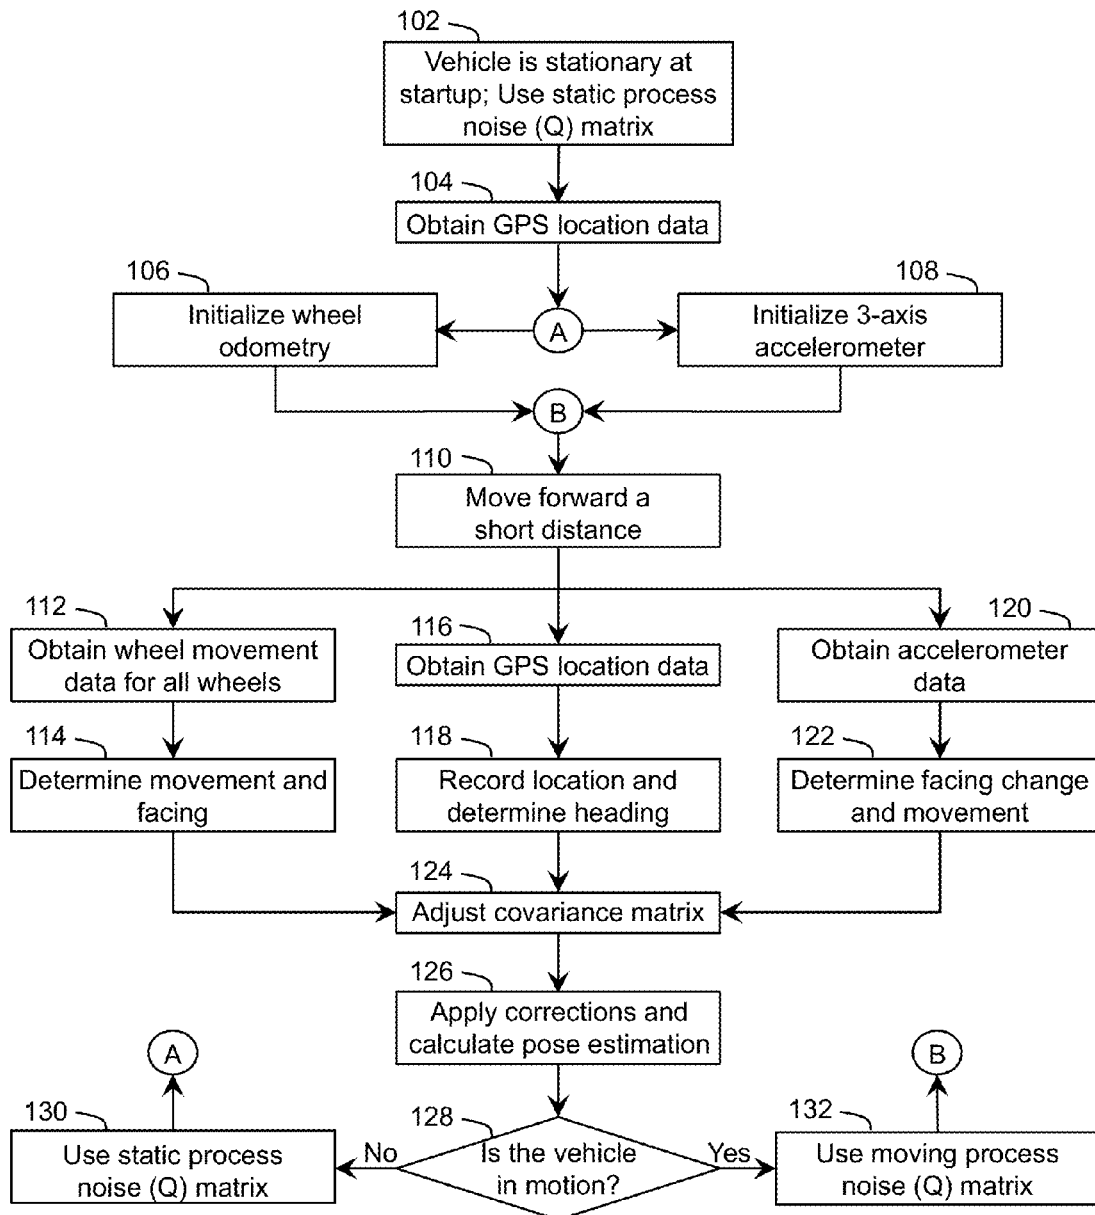 102
Vehicle is stationary at
startup; Use static process
noise (Q) matrix
104
Obtain GPS location data
106
Initialize wheel
odometry
A
108
Initialize 3-axis
accelerometer
B
110
Move forward a
short distance
112
Obtain wheel movement
data for all wheels
116
Obtain GPS location data
120
Obtain accelerometer
data
114
Determine movement and
facing
118
Record location and
determine heading
122
Determine facing change
and movement
124
Adjust covariance matrix
126
Apply corrections and
calculate pose estimation
A
B
130
Use static process
noise (Q) matrix
No
128
Is the vehicle
in motion?
Yes
132
Use moving process
noise (Q) matrix